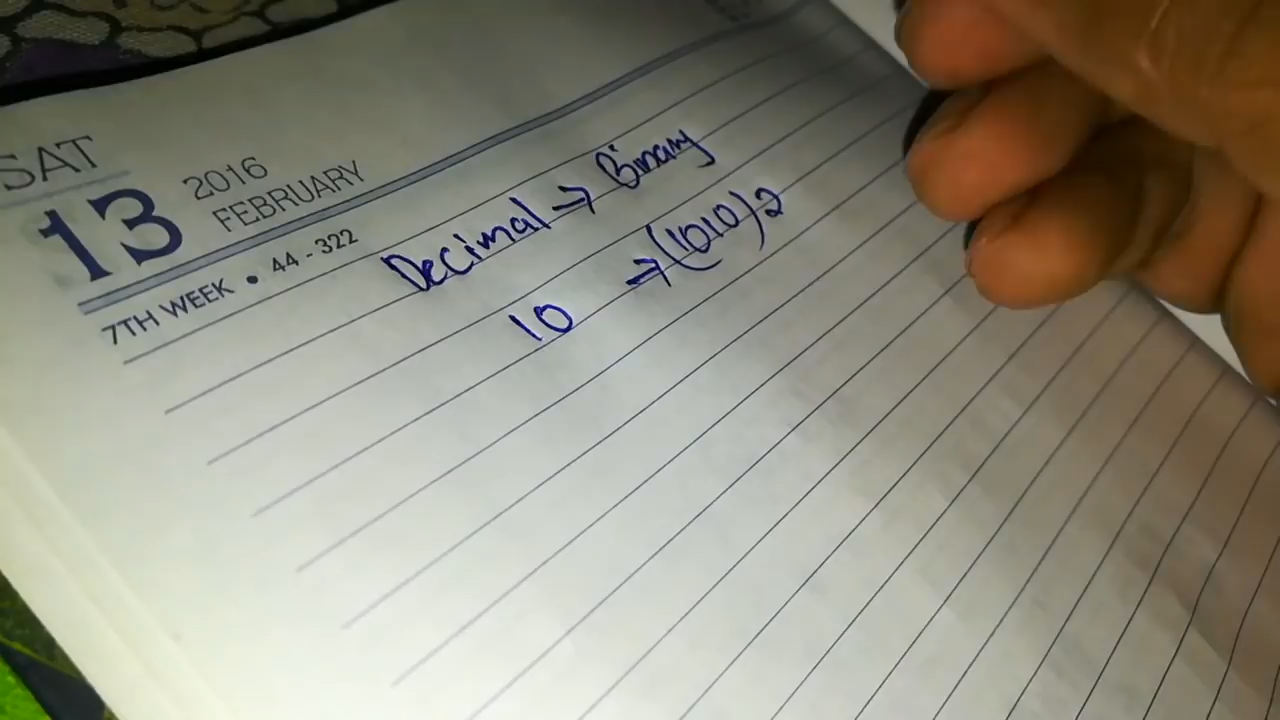 SAT
13 2016
FEBRUARY
7TH WEEK • 44 - 322
Decimal → Binary
10 → (1010)2